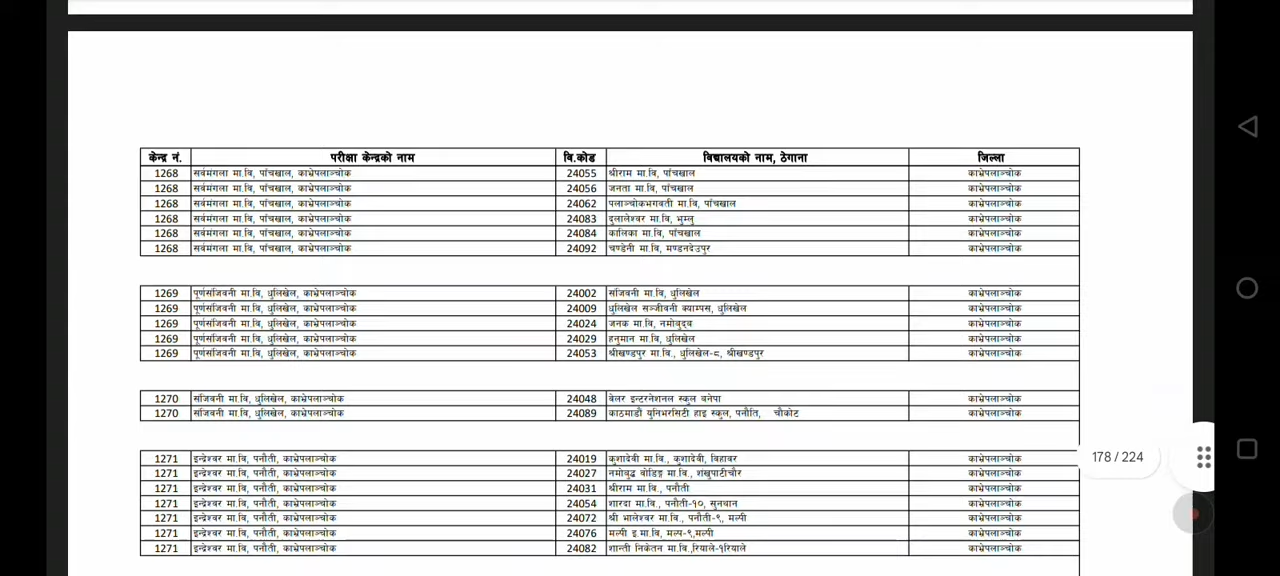 केन्द्र नं. परीक्षा केन्द्रको नाम वि.कोड विद्यालयको नाम, ठेगाना जिल्ला
1268 सर्वमंगला मा.वि, पाँचखाल, काभ्रेपलाञ्चोक 24055 श्रीराम मा.वि, पाँचखाल काभ्रेपलाञ्चोक
1268 सर्वमंगला मा.वि, पाँचखाल, काभ्रेपलाञ्चोक 24056 जनता मा.वि, पाँचखाल काभ्रेपलाञ्चोक
1268 सर्वमंगला मा.वि, पाँचखाल, काभ्रेपलाञ्चोक 24062 पलाञ्चोकभगवती मा.वि, पाँचखाल काभ्रेपलाञ्चोक
1268 सर्वमंगला मा.वि, पाँचखाल, काभ्रेपलाञ्चोक 24083 दुलालेश्वर मा.वि, भुम्लु काभ्रेपलाञ्चोक
1268 सर्वमंगला मा.वि, पाँचखाल, काभ्रेपलाञ्चोक 24084 कालिका मा.वि, पाँचखाल काभ्रेपलाञ्चोक
1268 सर्वमंगला मा.वि, पाँचखाल, काभ्रेपलाञ्चोक 24092 चण्डेनी मा.वि, मण्डनदेउपुर काभ्रेपलाञ्चोक
1269 पूर्णसंजिवनी मा.वि, धुलिखेल, काभ्रेपलाञ्चोक 24002 संजिवनी मा.वि, धुलिखेल काभ्रेपलाञ्चोक
1269 पूर्णसंजिवनी मा.वि, धुलिखेल, काभ्रेपलाञ्चोक 24009 धुलिखेल सञ्जीवनी क्याम्पस, धुलिखेल काभ्रेपलाञ्चोक
1269 पूर्णसंजिवनी मा.वि, धुलिखेल, काभ्रेपलाञ्चोक 24024 जनक मा.वि, नमोबुद्ब काभ्रेपलाञ्चोक
1269 पूर्णसंजिवनी मा.वि, धुलिखेल, काभ्रेपलाञ्चोक 24029 हनुमान मा.वि, धुलिखेल काभ्रेपलाञ्चोक
1269 पूर्णसंजिवनी मा.वि, धुलिखेल, काभ्रेपलाञ्चोक 24053 श्रीखण्डपुर मा.वि., धुलिखेल-८, श्रीखण्डपुर काभ्रेपलाञ्चोक
1270 संजिवनी मा.वि, धुलिखेल, काभ्रेपलाञ्चोक 24048 वेलर इन्टरनेशनल स्कुल बनेपा काभ्रेपलाञ्चोक
1270 संजिवनी मा.वि, धुलिखेल, काभ्रेपलाञ्चोक 24089 काठमाडौं युनिभरसिटी हाइ स्कुल, पनौति, चौकोट काभ्रेपलाञ्चोक
1271 इन्द्रेश्वर मा.वि, पनौती, काभ्रेपलाञ्चोक 24019 कुशादेवी मा.वि., कुशादेवी, विहावर काभ्रेपलाञ्चोक
1271 इन्द्रेश्वर मा.वि, पनौती, काभ्रेपलाञ्चोक 24027 नमोबुद्ध वोडिङ्ग मा.वि., शंखुपाटीचौर काभ्रेपलाञ्चोक
1271 इन्द्रेश्वर मा.वि, पनौती, काभ्रेपलाञ्चोक 24031 श्रीराम मा.वि., पनौती काभ्रेपलाञ्चोक
1271 इन्द्रेश्वर मा.वि, पनौती, काभ्रेपलाञ्चोक 24054 शारदा मा.वि., पनौती-१०, सुनथान काभ्रेपलाञ्चोक
1271 इन्द्रेश्वर मा.वि, पनौती, काभ्रेपलाञ्चोक 24072 श्री भालेश्वर मा.वि., पनौती-९, मल्पी काभ्रेपलाञ्चोक
1271 इन्द्रेश्वर मा.वि, पनौती, काभ्रेपलाञ्चोक 24076 मल्पी इ.मा.वि, मल्प-९,मल्पी काभ्रेपलाञ्चोक
1271 इन्द्रेश्वर मा.वि, पनौती, काभ्रेपलाञ्चोक 24082 शान्ती निकेतन मा.वि.,रियाले-१रियाले काभ्रेपलाञ्चोक
178 / 224